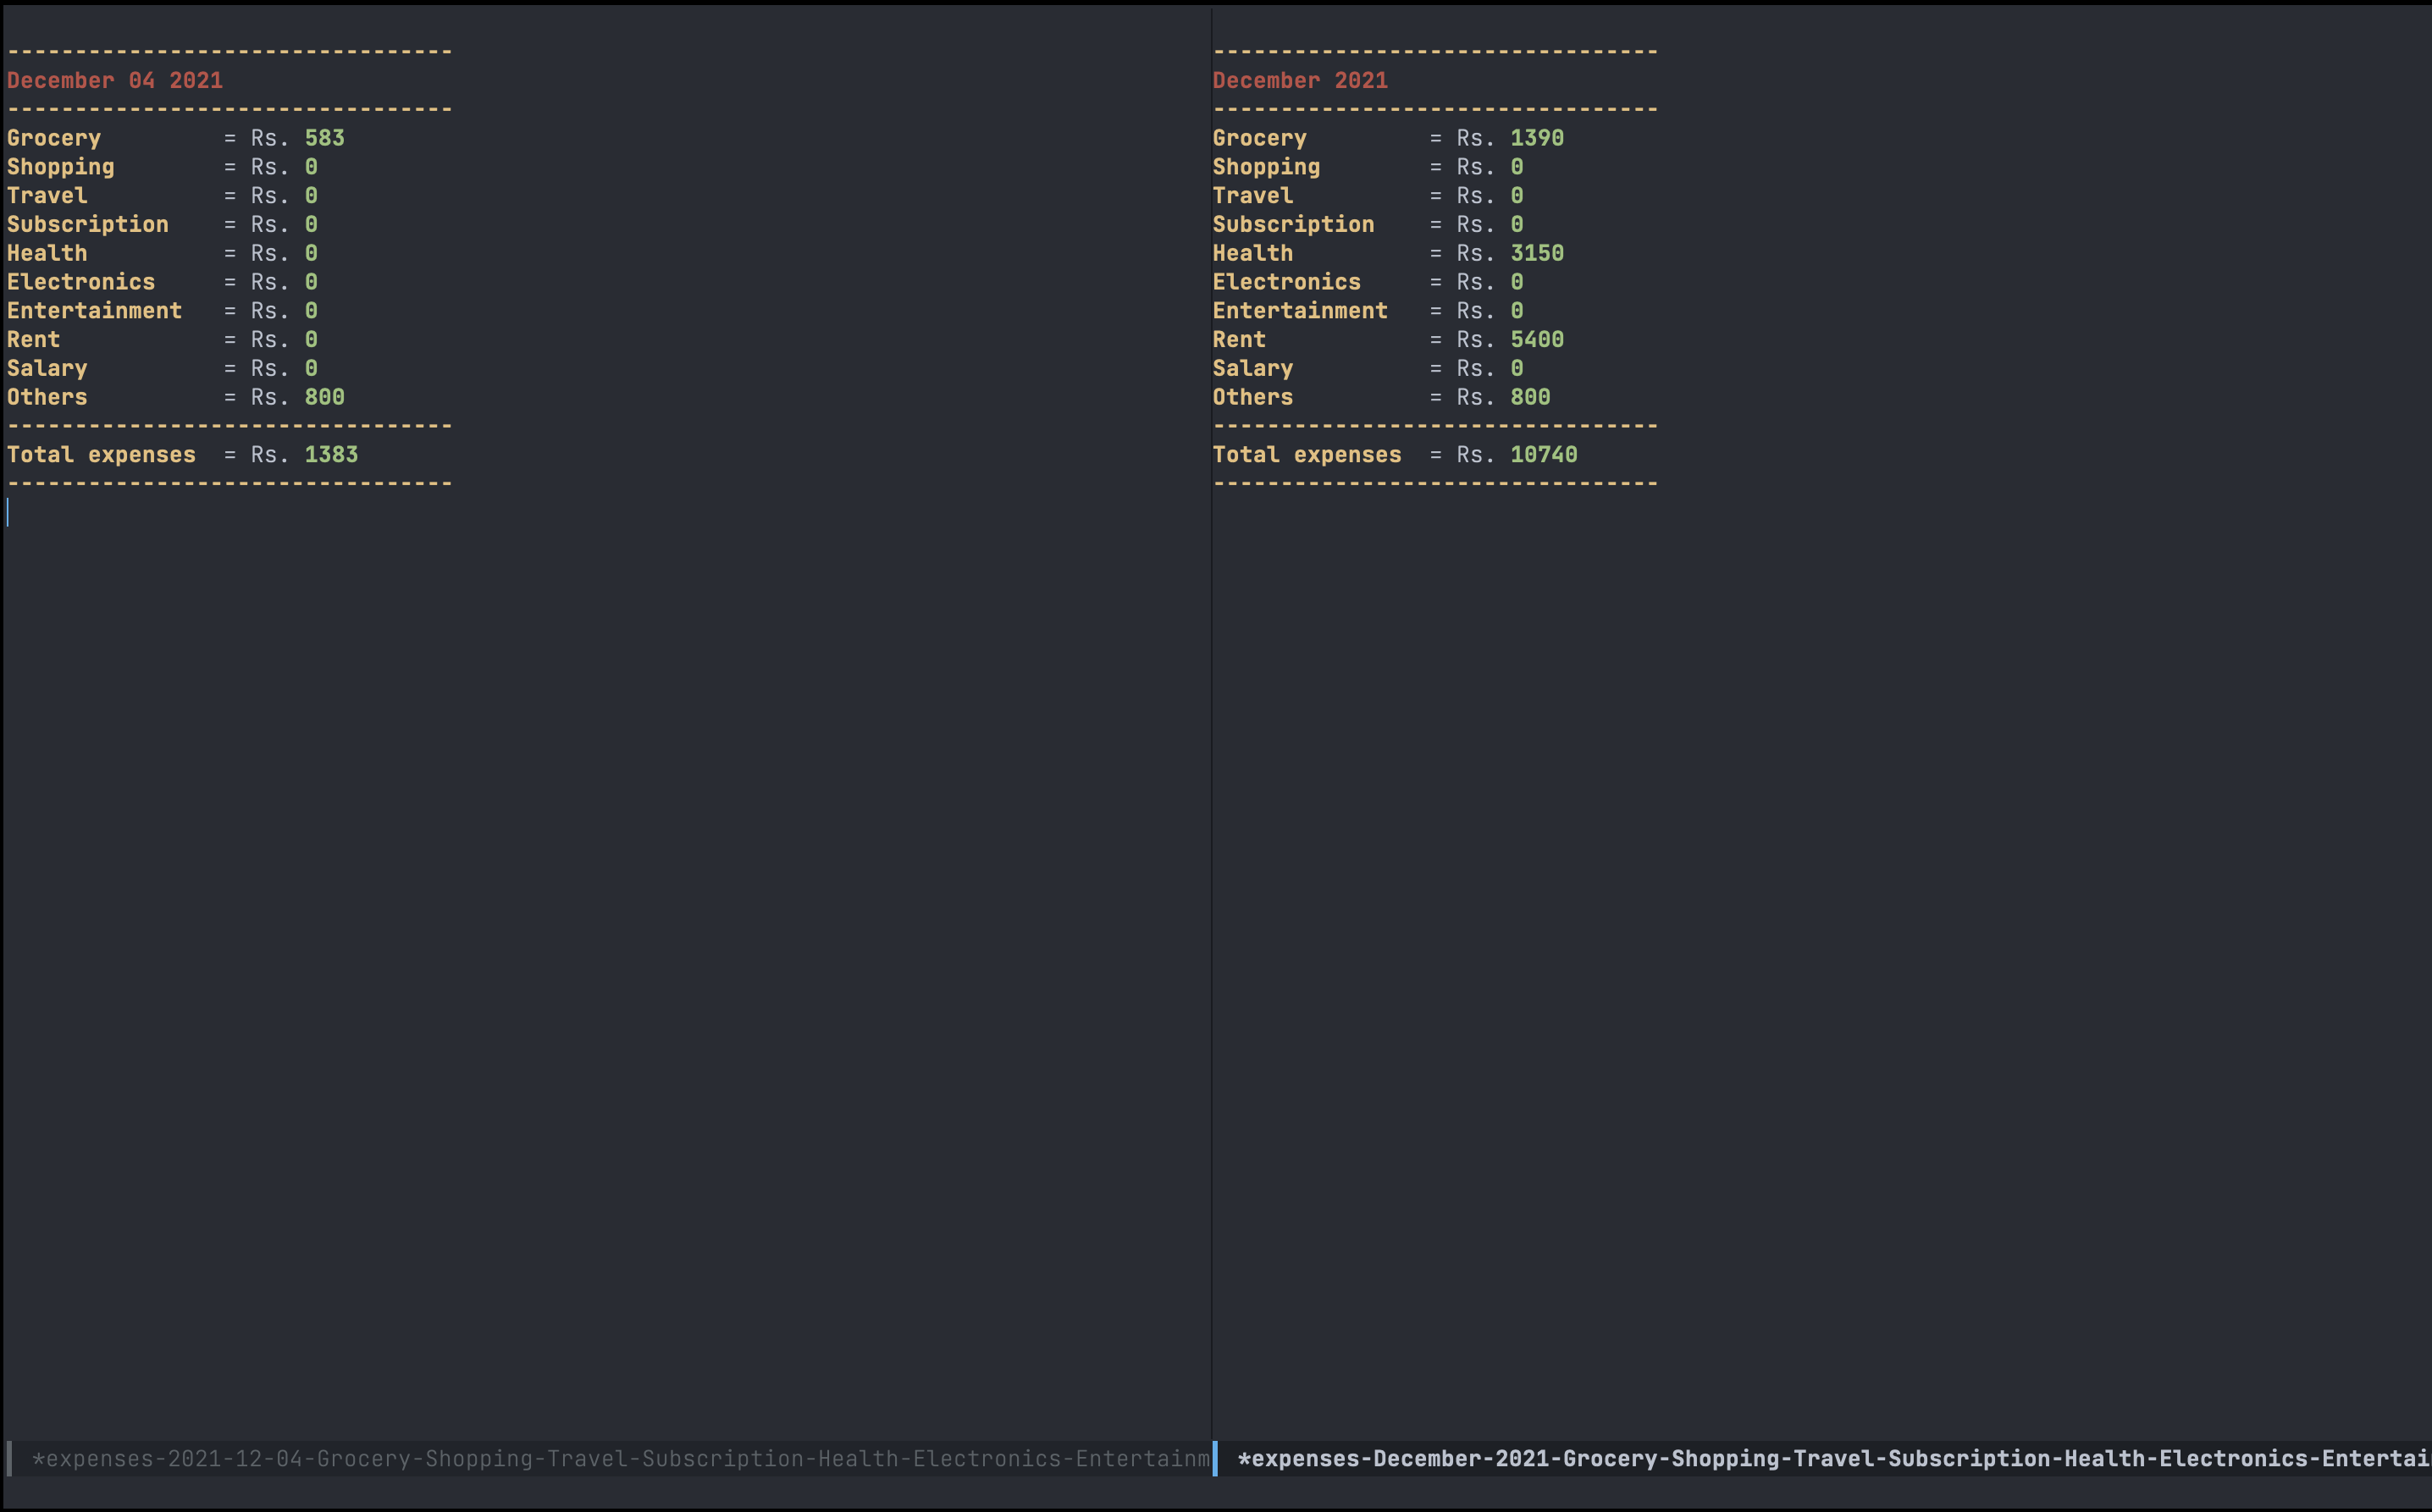 ---------------------------------
December 04 2021
---------------------------------
Grocery         = Rs. 583
Shopping        = Rs. 0
Travel          = Rs. 0
Subscription    = Rs. 0
Health          = Rs. 0
Electronics     = Rs. 0
Entertainment   = Rs. 0
Rent            = Rs. 0
Salary          = Rs. 0
Others          = Rs. 800
---------------------------------
Total expenses  = Rs. 1383
---------------------------------
*expenses-2021-12-04-Grocery-Shopping-Travel-Subscription-Health-Electronics-Entertainm
---------------------------------
December 2021
---------------------------------
Grocery         = Rs. 1390
Shopping        = Rs. 0
Travel          = Rs. 0
Subscription    = Rs. 0
Health          = Rs. 3150
Electronics     = Rs. 0
Entertainment   = Rs. 0
Rent            = Rs. 5400
Salary          = Rs. 0
Others          = Rs. 800
---------------------------------
Total expenses  = Rs. 10740
---------------------------------
*expenses-December-2021-Grocery-Shopping-Travel-Subscription-Health-Electronics-Entertai